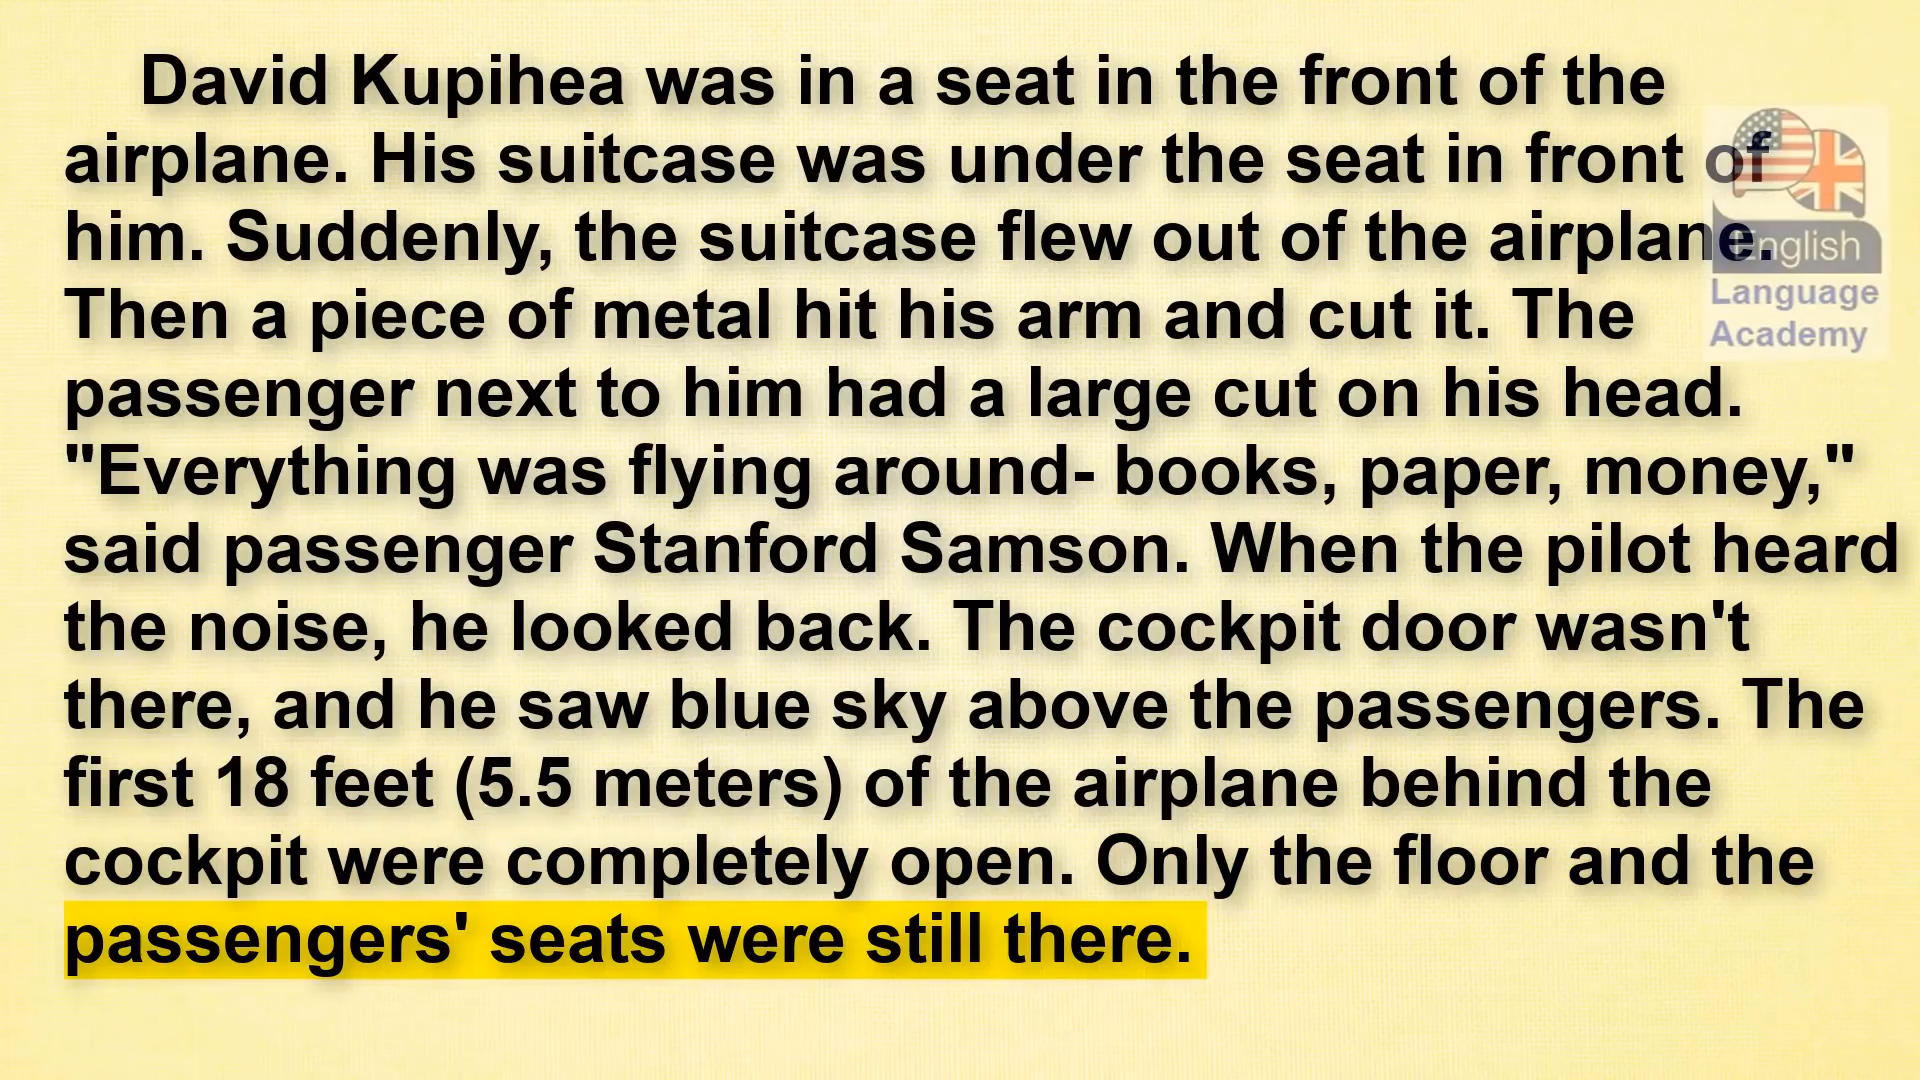 David Kupihea was in a seat in the front of the
airplane. His suitcase was under the seat in front of
him. Suddenly, the suitcase flew out of the airplane.
Then a piece of metal hit his arm and cut it. The
passenger next to him had a large cut on his head.
"Everything was flying around- books, paper, money,"
said passenger Stanford Samson. When the pilot heard
the noise, he looked back. The cockpit door wasn't
there, and he saw blue sky above the passengers. The
first 18 feet (5.5 meters) of the airplane behind the
cockpit were completely open. Only the floor and the
passengers' seats were still there.
English
Language
Academy